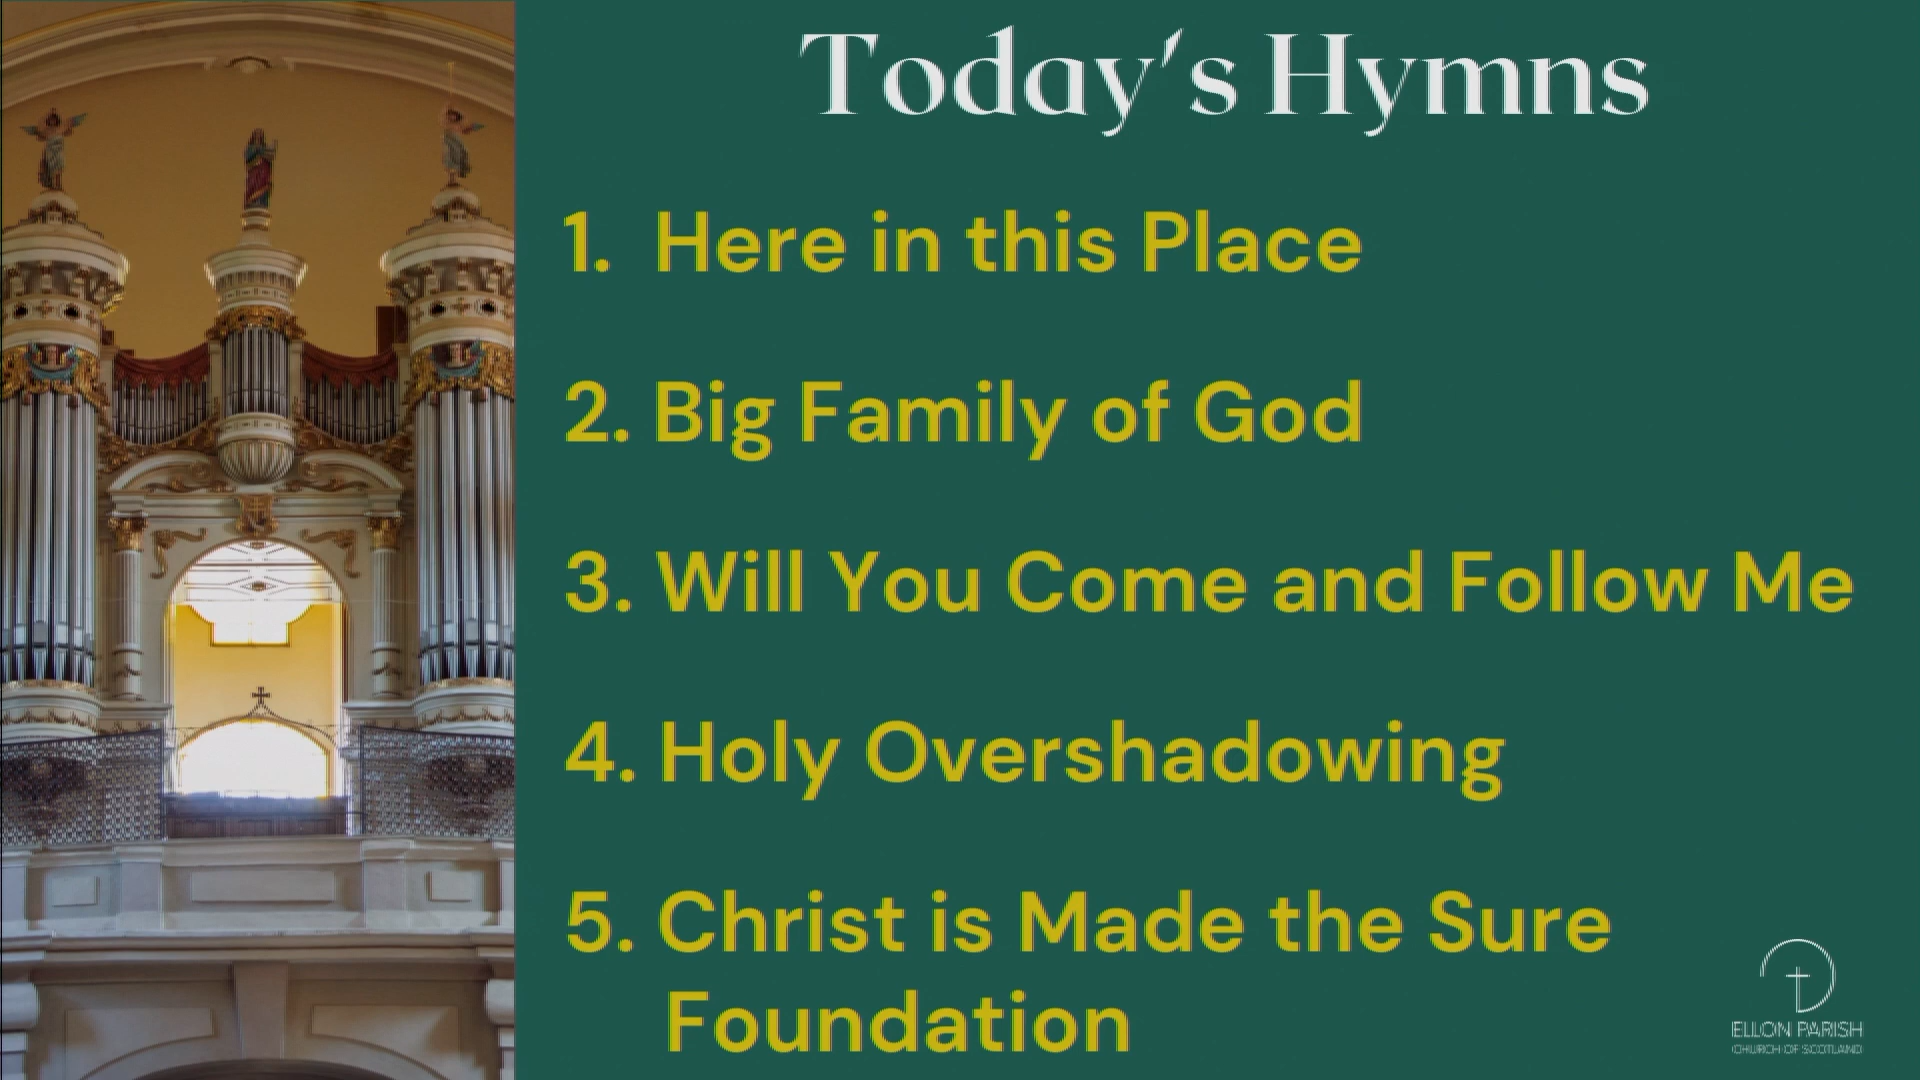 Today's Hymns
1. Here in this Place
2. Big Family of God
3. Will You Come and Follow Me
4. Holy Overshadowing
5. Christ is Made the Sure
Foundation
ELLON PARISH
CHURCH OF SCOTLAND